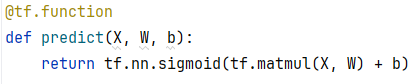 @tf.function
def predict(X, W, b):
    return tf.nn.sigmoid(tf.matmul(X, W) + b)